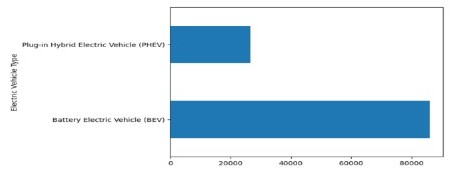 Electric Vehicle Type
Plug-in Hybrid Electric Vehicle (PHEV)
Battery Electric Vehicle (BEV)
0 20000 40000 60000 80000